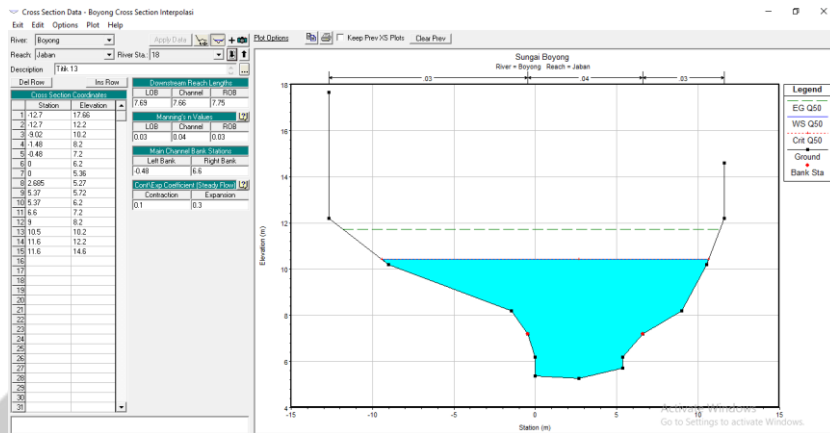 Cross Section Data - Boyong Cross Section Interpolasi
Exit Edit Options Plot Help
River: Boyong Apply Data Plot Options Keep Prev XS Plots Clear Prev
Reach: Jaban River Sta.: 18
Description Titik 13
Del Row Ins Row
Cross Section Coordinates
Station Elevation
1 -12.7 17.66
2 -12.7 12.2
3 -9.02 10.2
4 -1.48 8.2
5 -0.48 7.2
6 0 6.2
7 0 5.36
8 2.685 5.27
9 5.37 5.72
10 5.37 6.2
11 6.6 7.2
12 9 8.2
13 10.5 10.2
14 11.6 12.2
15 11.6 14.6
16
17
18
19
20
21
22
23
24
25
26
27
28
29
30
31
Downstream Reach Lengths
LOB Channel ROB
7.69 7.66 7.75
Manning's n Values
LOB Channel ROB
0.03 0.04 0.03
Main Channel Bank Stations
Left Bank Right Bank
-0.48 6.6
Cont\Exp Coefficient (Steady Flow)
Contraction Expansion
0.1 0.3
Sungai Boyong
River = Boyong Reach = Jaban
.03 .04 .03
18
16
14
12
10
8
6
4
Elevation (m)
-15 -10 -5 0 5 10 15
Station (m)
Legend
EG Q50
WS Q50
Crit Q50
Ground
Bank Sta
Activate Windows
Go to Settings to activate Windows.